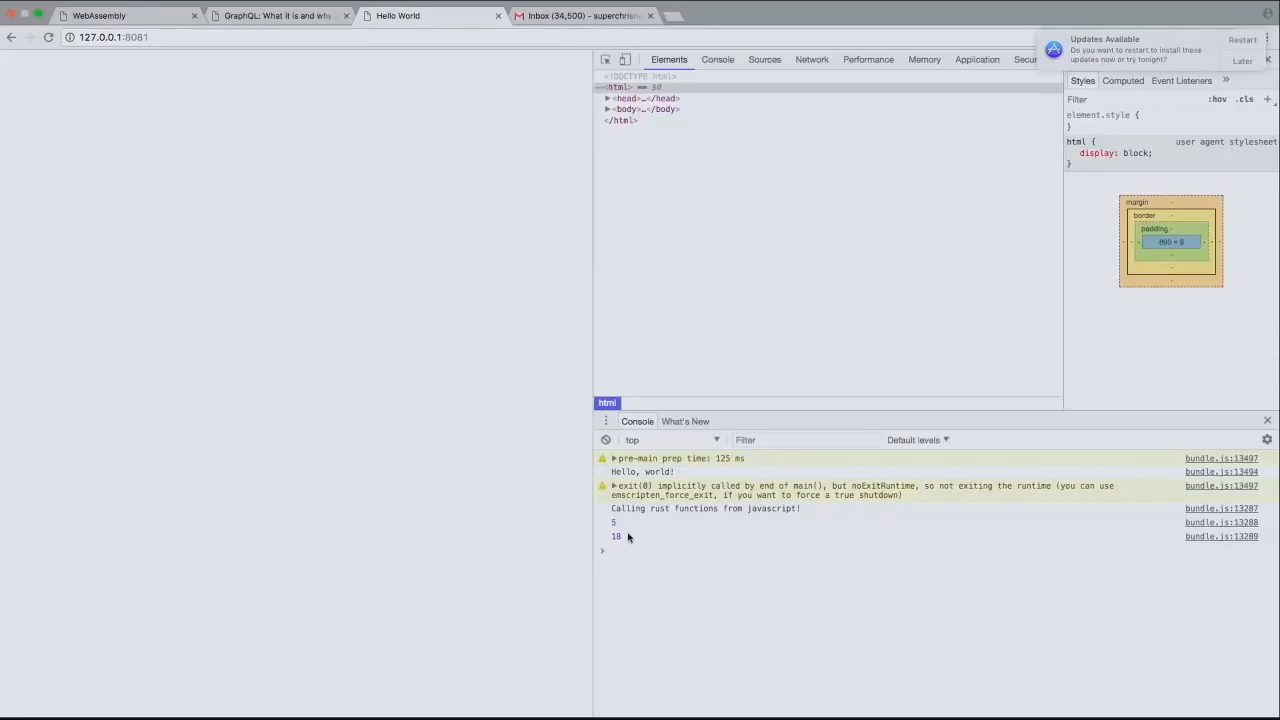 WebAssembly
GraphQL: What it is and why
Hello World
Inbox (34,500) - superchrisne
127.0.0.1:8081
Updates Available
Do you want to restart to install these
updates now or try tonight?
Restart
Later
Elements Console Sources Network Performance Memory Application Secur
<!DOCTYPE html>
<html> == $0
<head>…</head>
<body>…</body>
</html>
html
Styles Computed Event Listeners »
Filter :hov .cls +
element.style {
}
html { user agent stylesheet
display: block;
}
margin -
border -
padding -
890 × 8
Console What's New
top Filter Default levels
pre-main prep time: 125 ms bundle.js:13497
Hello, world! bundle.js:13494
exit(0) implicitly called by end of main(), but noExitRuntime, so not exiting the runtime (you can use bundle.js:13497
emscripten_force_exit, if you want to force a true shutdown)
Calling rust functions from javascript! bundle.js:13287
5 bundle.js:13288
18 bundle.js:13289